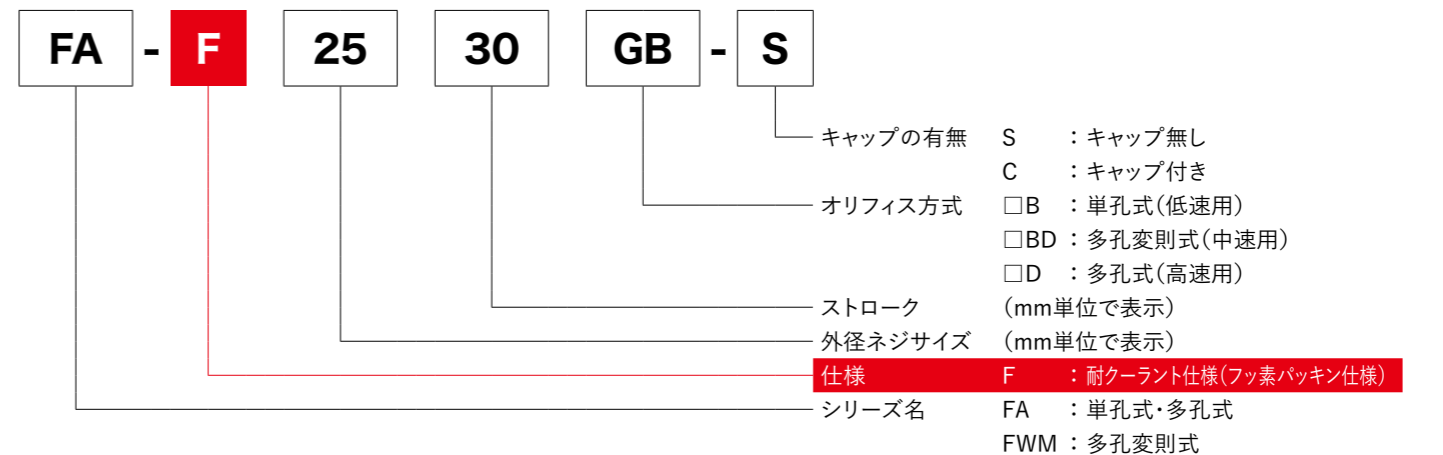 FA - F 25 30 GB - S
キャップの有無 S ：キャップ無し
C ：キャップ付き
オリフィス方式 □B ：単孔式（低速用）
□BD ：多孔変則式（中速用）
□D ：多孔式（高速用）
ストローク （mm単位で表示）
外径ネジサイズ （mm単位で表示）
仕様 F ：耐クーラント仕様（フッ素パッキン仕様）
シリーズ名 FA ：単孔式・多孔式
FWM ：多孔変則式